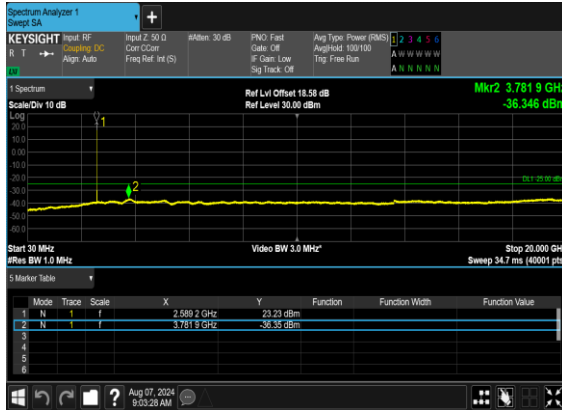 Spectrum Analyzer 1
Swept SA
+
KEYSIGHT Input: RF Input Z: 50 Ω #Atten: 30 dB PNO: Fast Avg Type: Power (RMS) 1 2 3 4 5 6
R T Coupling: DC Corr CCorr Gate: Off Avg|Hold: 100/100 A W W W W W
Align: Auto Freq Ref: Int (S) IF Gain: Low Trig: Free Run
Sig Track: Off A N N N N N
1 Spectrum Ref Lvl Offset 18.58 dB Mkr2 3.781 9 GHz
Scale/Div 10 dB Ref Level 30.00 dBm -36.346 dBm
Log
20.0
10.0
0.00
-10.0
-20.0
-30.0
-40.0
-50.0
-60.0
1
2
DL1 -25.00 dBm
Start 30 MHz Video BW 3.0 MHz* Stop 20.000 GH
#Res BW 1.0 MHz Sweep 34.7 ms (40001 pts
5 Marker Table
Mode Trace Scale X Y Function Function Width Function Value
1 N 1 f 2.589 2 GHz 23.23 dBm
2 N 1 f 3.781 9 GHz -36.35 dBm
3
4
5
6
? Aug 07, 2024
9:03:28 AM